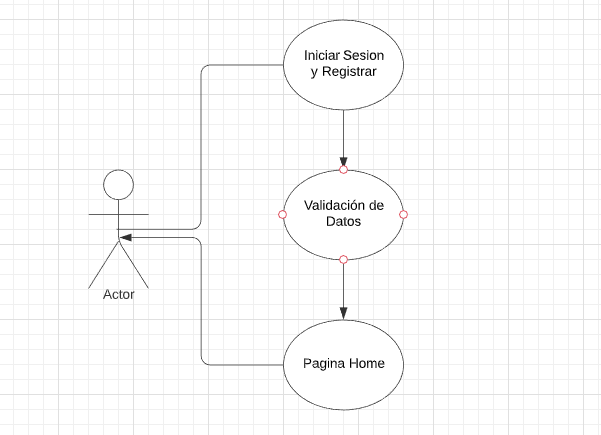 Iniciar Sesion
y Registrar
Validación de
Datos
Actor
Pagina Home